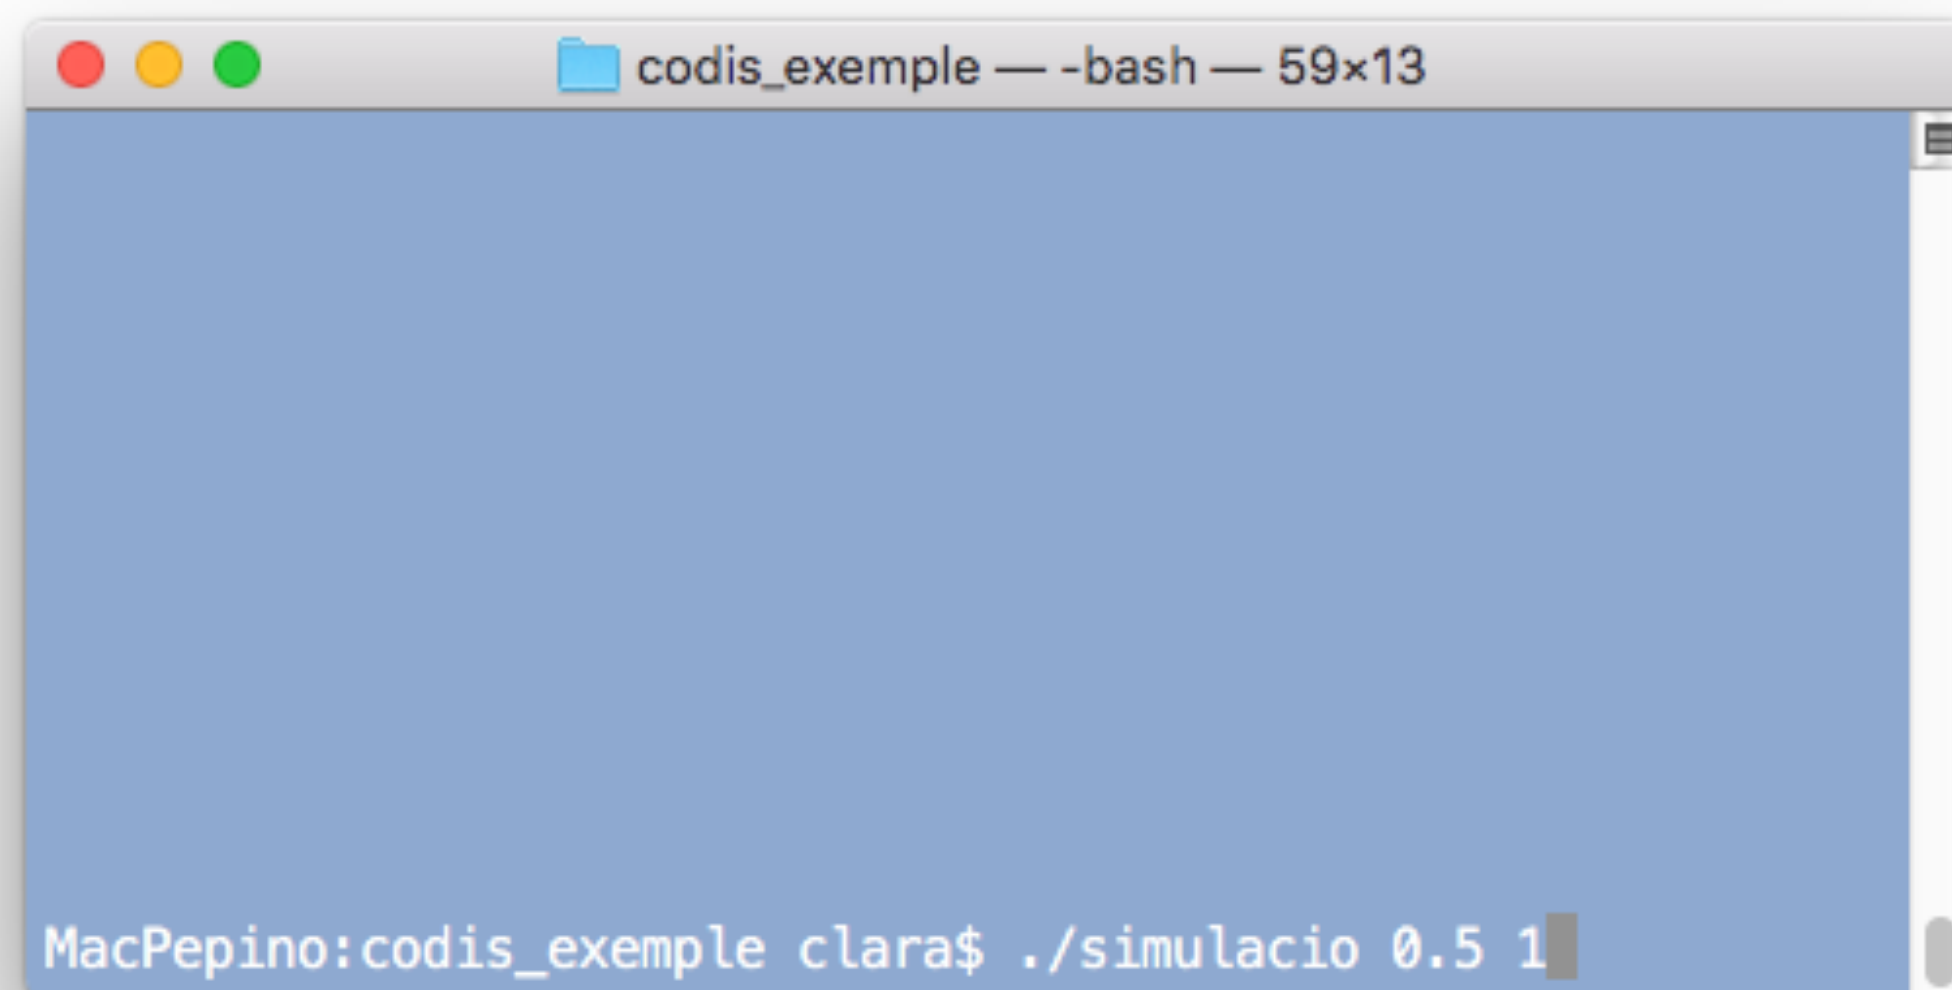 codis_exemple — -bash — 59×13
MacPepino:codis_exemple clara$ ./simulacio 0.5 1